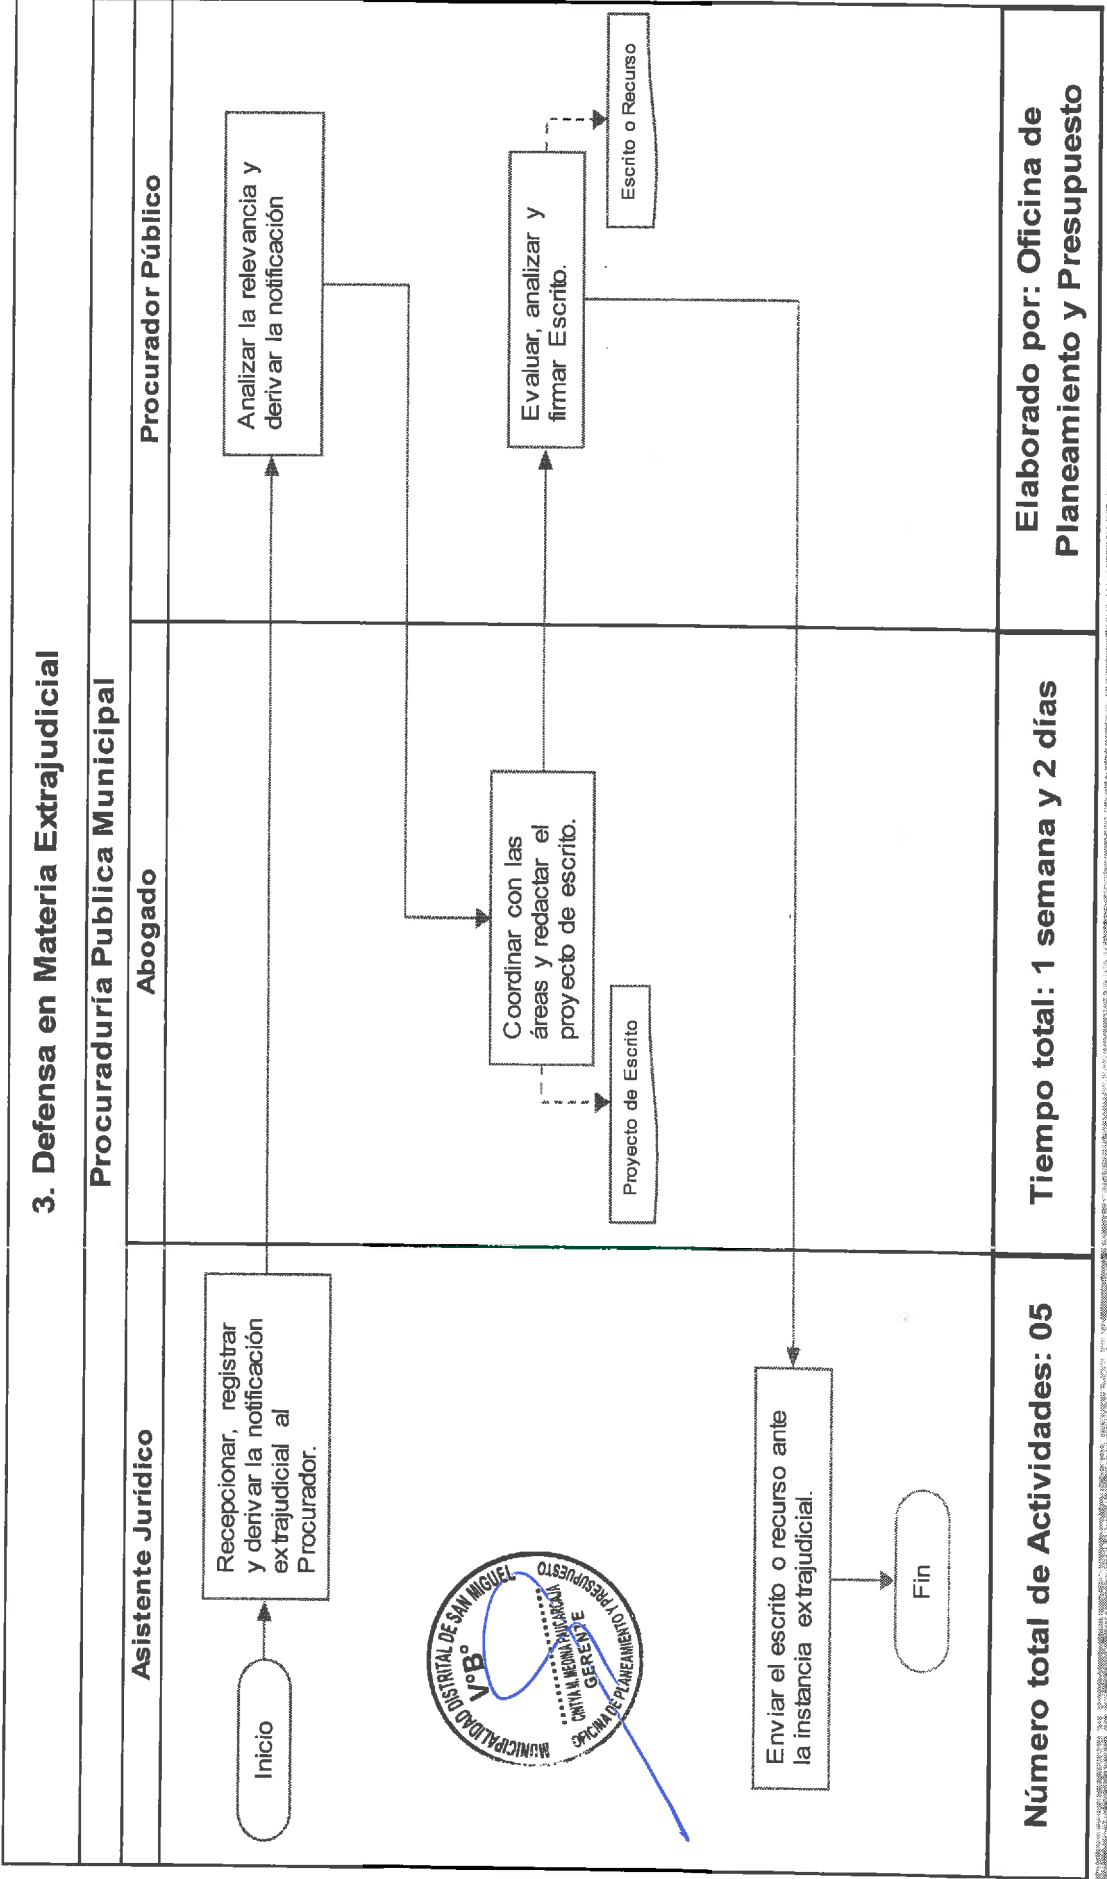 3. Defensa en Materia Extrajudicial
Procuraduría Publica Municipal
Asistente Jurídico
Abogado
Procurador Público
Inicio
Recepcionar, registrar
y derivar la notificación
extrajudicial al
Procurador.
Analizar la relevancia y
derivar la notificación
Coordinar con las
áreas y redactar el
proyecto de escrito.
Proyecto de Escrito
Evaluar, analizar y
firmar Escrito.
Escrito o Recurso
MUNICIPALIDAD DISTRITAL DE SAN MIGUEL
V°B°
CINTYA M. MEDINA PAUCARCAJA
GERENTE
OFICINA DE PLANEAMIENTO Y PRESUPUESTO
Enviar el escrito o recurso ante
la instancia extrajudicial.
Fin
Número total de Actividades: 05
Tiempo total: 1 semana y 2 días
Elaborado por: Oficina de
Planeamiento y Presupuesto